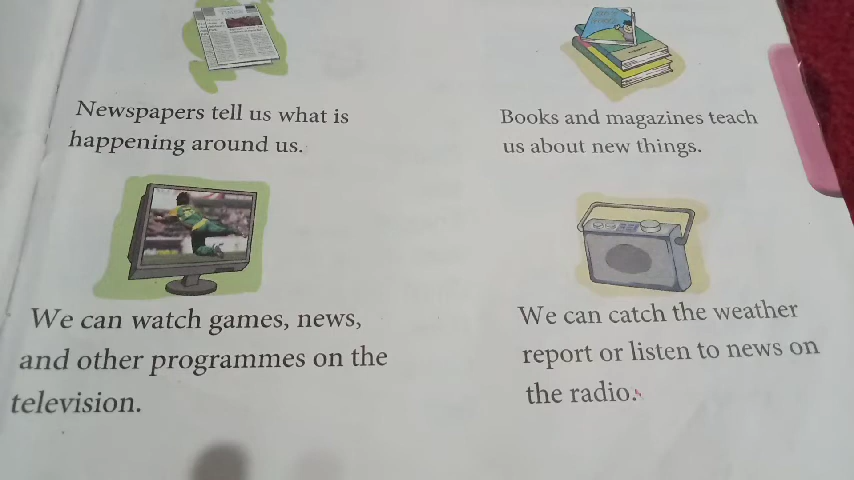 Newspapers tell us what is
happening around us.
Books and magazines teach
us about new things.
We can watch games, news,
and other programmes on the
television.
We can catch the weather
report or listen to news on
the radio.